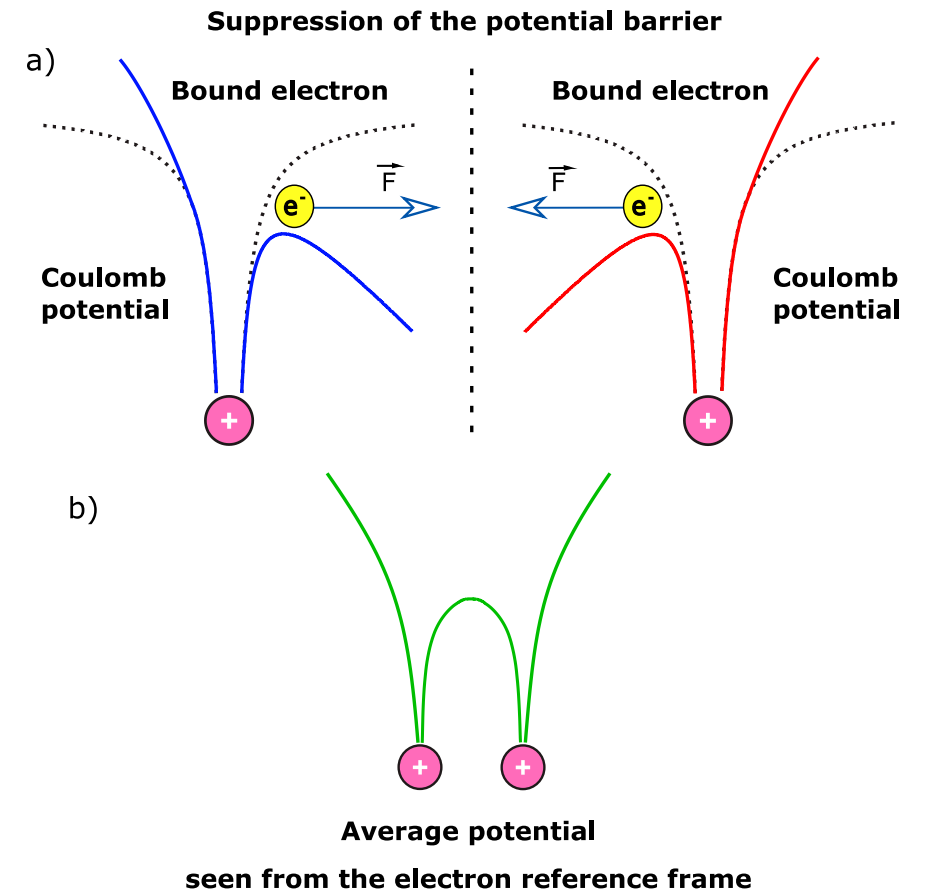 Suppression of the potential barrier
a)
Bound electron
Bound electron
F
F
e-
e-
Coulomb
potential
Coulomb
potential
+
+
b)
+
+
Average potential
seen from the electron reference frame